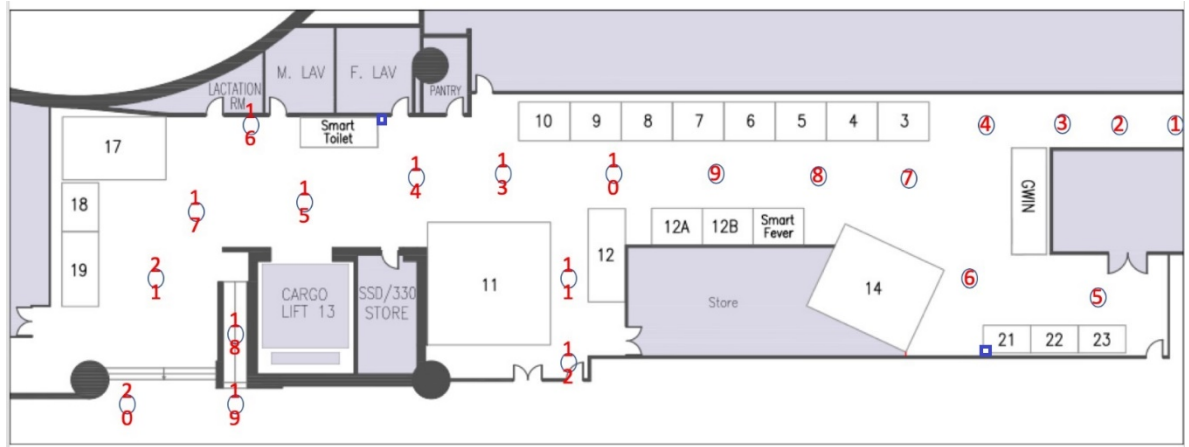 M. LAV
F. LAV
LACTATION
RM
PANTRY
16
Smart
Toilet
17
10
9
8
7
6
5
4
3
4
3
2
1
18
17
15
14
13
10
9
8
7
GWIN
19
21
12
12A
12B
Smart
Fever
11
11
CARGO
LIFT 13
SSD/330
STORE
18
Store
14
6
5
12
21
22
23
20
19